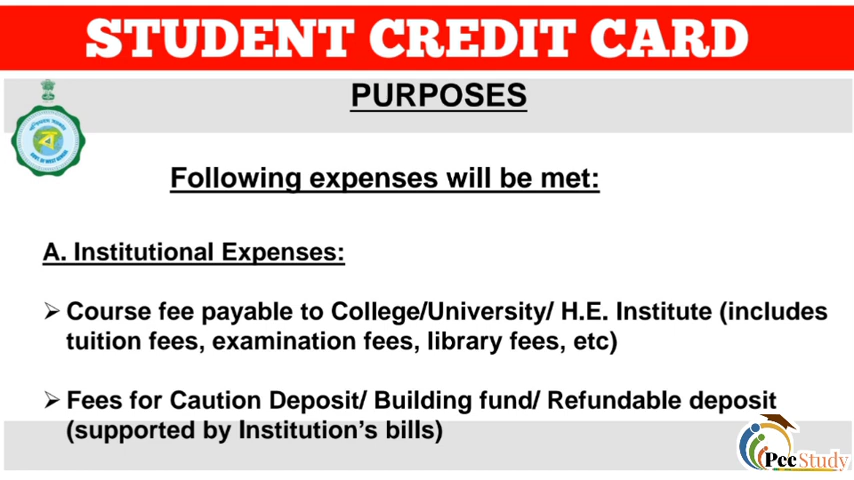 STUDENT CREDIT CARD
PURPOSES
Following expenses will be met:
A. Institutional Expenses:
➢ Course fee payable to College/University/ H.E. Institute (includes
tuition fees, examination fees, library fees, etc)
➢ Fees for Caution Deposit/ Building fund/ Refundable deposit
(supported by Institution's bills)
Pcc Study